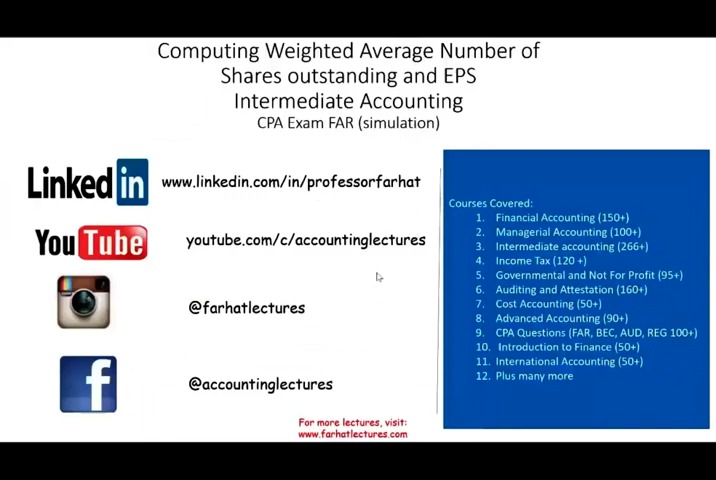 Computing Weighted Average Number of
Shares outstanding and EPS
Intermediate Accounting
CPA Exam FAR (simulation)
Linked in
www.linkedin.com/in/professorfarhat
YouTube
youtube.com/c/accountinglectures
@farhatlectures
f
@accountinglectures
For more lectures, visit:
www.farhatlectures.com
Courses Covered:
1. Financial Accounting (150+)
2. Managerial Accounting (100+)
3. Intermediate accounting (266+)
4. Income Tax (120 +)
5. Governmental and Not For Profit (95+)
6. Auditing and Attestation (160+)
7. Cost Accounting (50+)
8. Advanced Accounting (90+)
9. CPA Questions (FAR, BEC, AUD, REG 100+)
10. Introduction to Finance (50+)
11. International Accounting (50+)
12. Plus many more